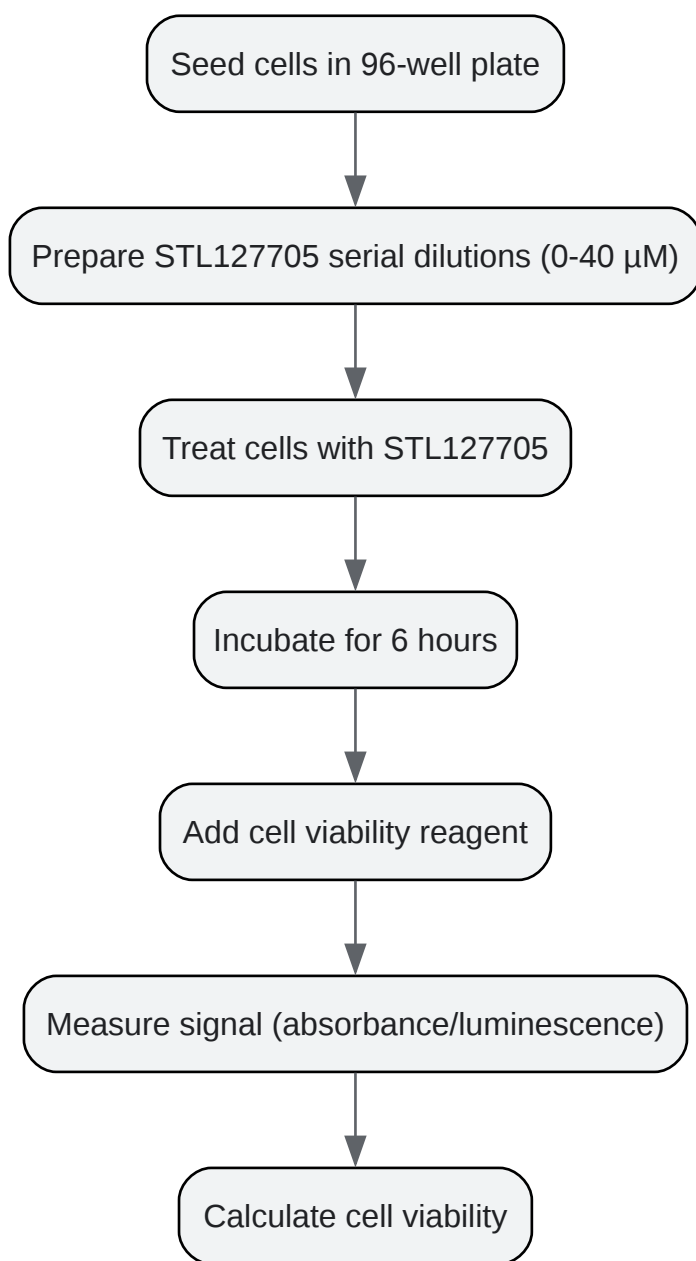 Seed cells in 96-well plate
Prepare STL127705 serial dilutions (0-40 µM)
Treat cells with STL127705
Incubate for 6 hours
Add cell viability reagent
Measure signal (absorbance/luminescence)
Calculate cell viability